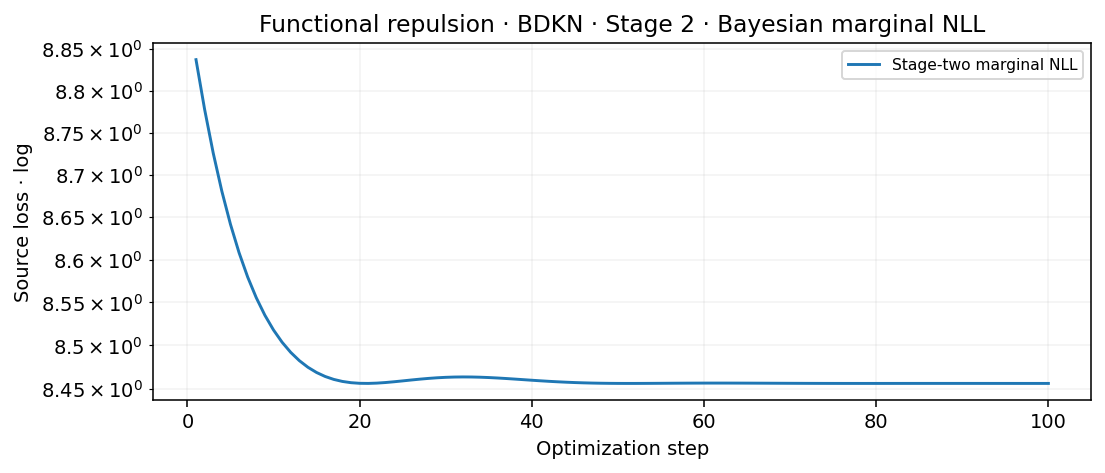 Functional repulsion · BDKN · Stage 2 · Bayesian marginal NLL
8.85 × 10⁰
8.8 × 10⁰
8.75 × 10⁰
8.7 × 10⁰
8.65 × 10⁰
8.6 × 10⁰
8.55 × 10⁰
8.5 × 10⁰
8.45 × 10⁰
Source loss · log
Stage-two marginal NLL
0 20 40 60 80 100
Optimization step